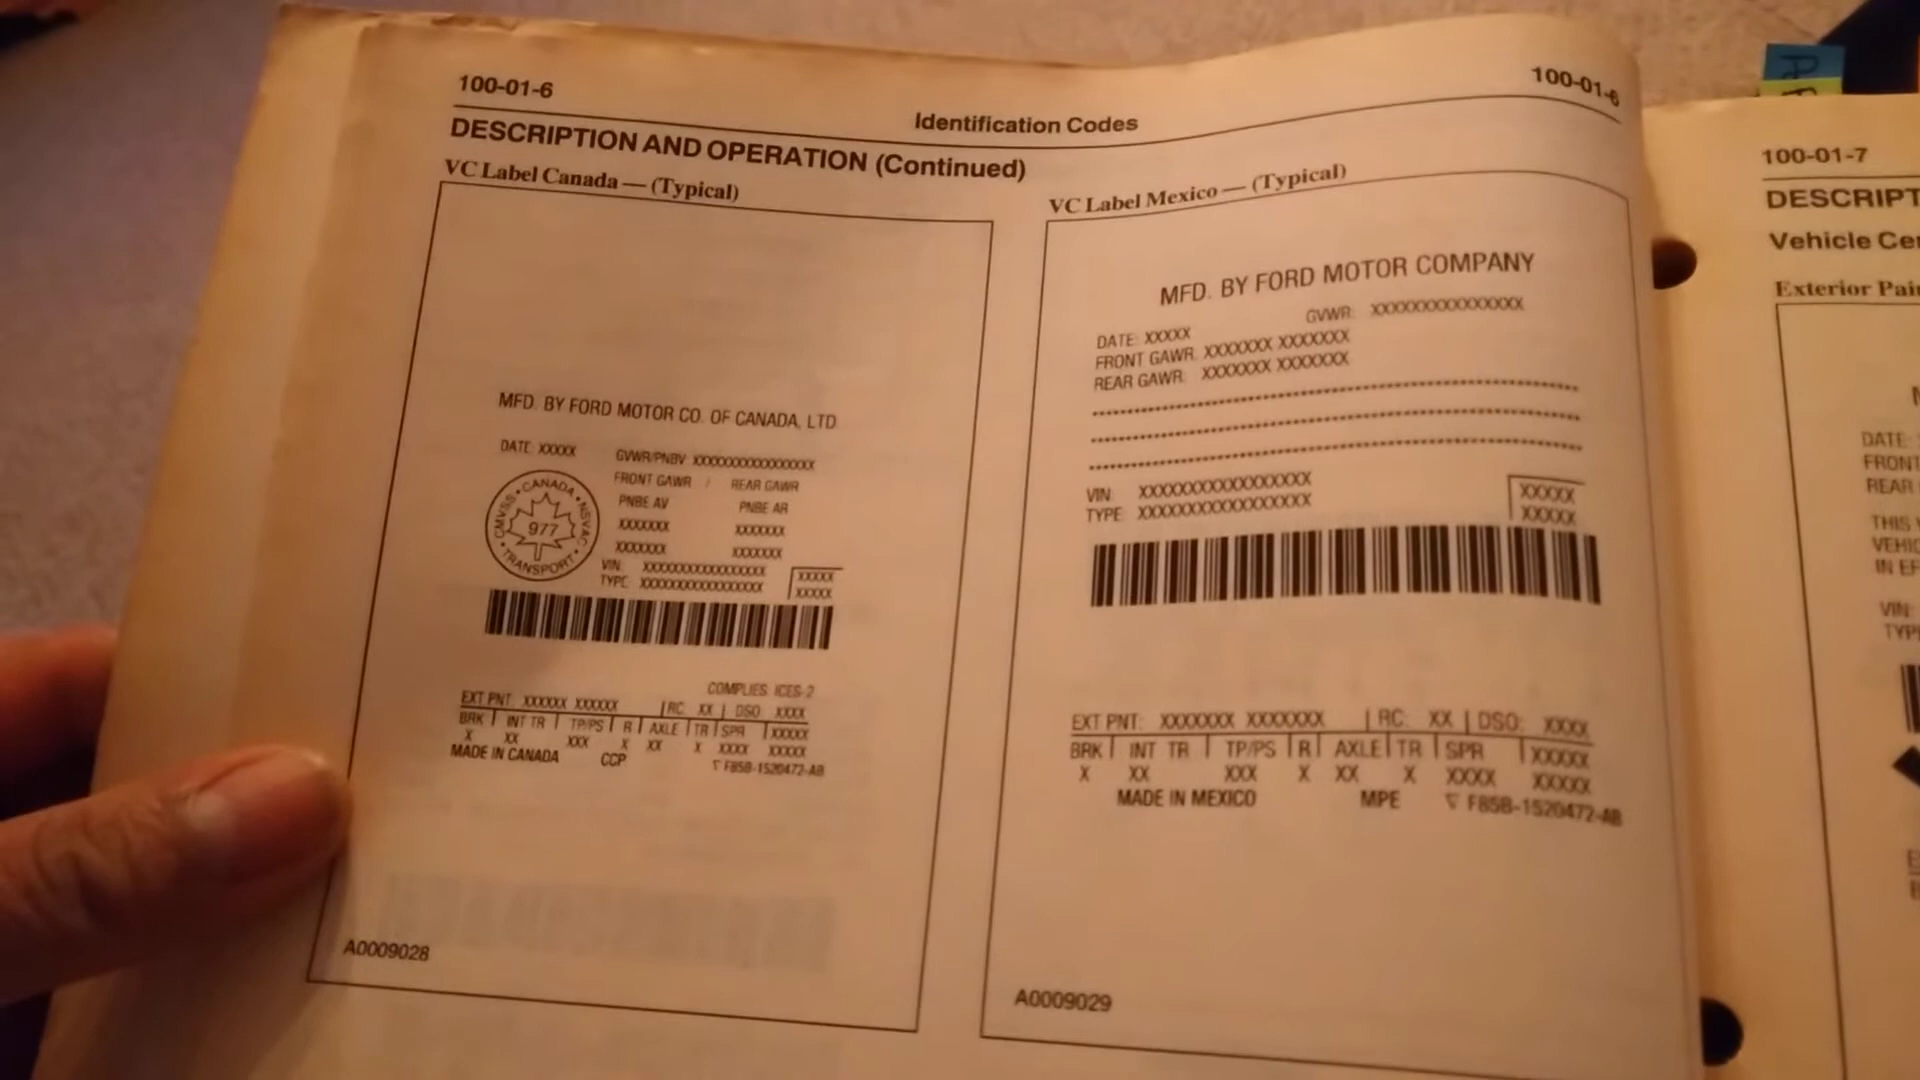 100-01-6
Identification Codes
100-01-6
DESCRIPTION AND OPERATION (Continued)
VC Label Canada — (Typical)
MFD. BY FORD MOTOR CO. OF CANADA, LTD
DATE: XXXXX
GVWR/PNBV XXXXXXXXXXXXXXXX
FRONT GAWR / REAR GAWR
PNBE AV PNBE AR
XXXXXXX XXXXXXX
XXXXXXX XXXXXXX
CANADA • NSVAC • TRANSPORT • CMVSS •
977
VIN: XXXXXXXXXXXXXXXXX
TYPE: XXXXXXXXXXXXXXXXX
XXXXX
XXXXX
COMPLIES ICES-2
EXT PNT: XXXXXX XXXXXX RC: XX DSO: XXXX
BRK INT TR TP/PS R AXLE TR SPR XXXXX
X XX XXX X XX X XXXX XXXXX
MADE IN CANADA CCP F85B-1520472-AB
A0009028
VC Label Mexico — (Typical)
MFD. BY FORD MOTOR COMPANY
GVWR: XXXXXXXXXXXXXXXX
DATE: XXXXX
FRONT GAWR: XXXXXXX XXXXXXX
REAR GAWR: XXXXXXX XXXXXXX
VIN: XXXXXXXXXXXXXXXXX
TYPE: XXXXXXXXXXXXXXXXX
XXXXX
XXXXX
EXT PNT: XXXXXXX XXXXXXX RC: XX DSO: XXXX
BRK INT TR TP/PS R AXLE TR SPR XXXXX
X XX XXX X XX X XXXX XXXXX
MADE IN MEXICO MPE F85B-1520472-AB
A0009029
100-01-7
DESCRIPT
Vehicle Cer
Exterior Pai
DATE:
FRONT
REAR
THIS
VEHIC
IN EF
VIN:
TYP